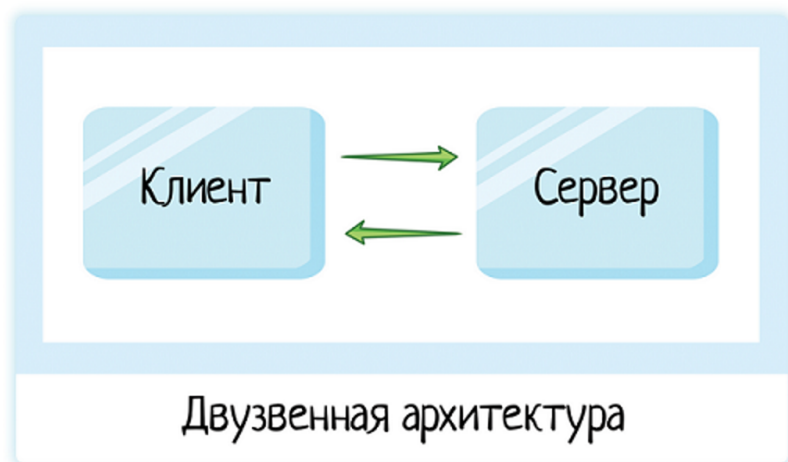 Клиент
Сервер
Двузвенная архитектура